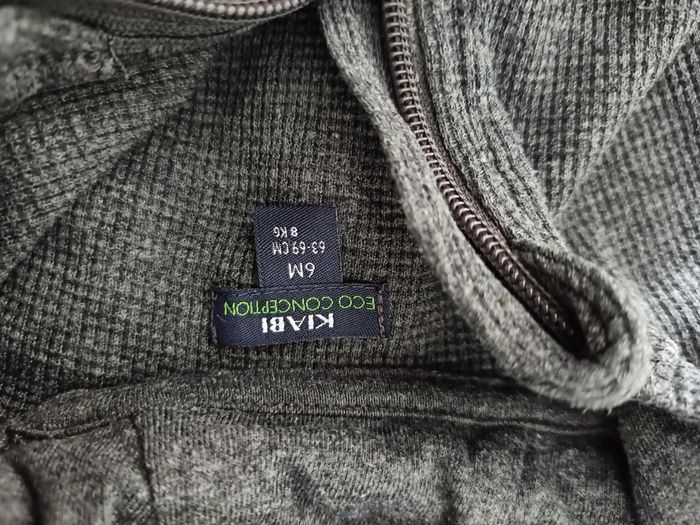 KIABI
ECO CONCEPTION
6M
63-69 CM
8 KG